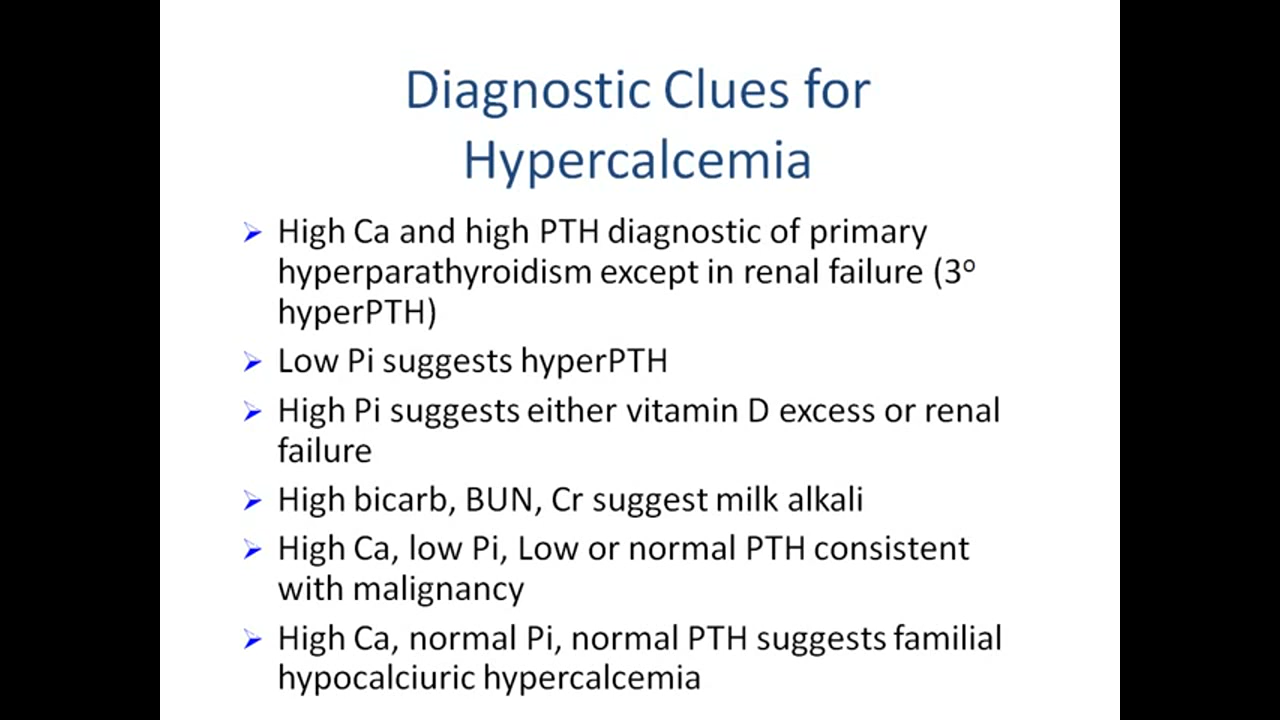 Diagnostic Clues for
Hypercalcemia
High Ca and high PTH diagnostic of primary
hyperparathyroidism except in renal failure (3º
hyperPTH)
Low Pi suggests hyperPTH
High Pi suggests either vitamin D excess or renal
failure
High bicarb, BUN, Cr suggest milk alkali
High Ca, low Pi, Low or normal PTH consistent
with malignancy
High Ca, normal Pi, normal PTH suggests familial
hypocalciuric hypercalcemia